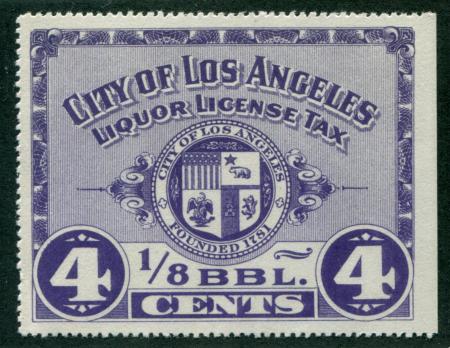 CITY OF LOS ANGELES
LIQUOR LICENSE TAX
CITY OF LOS ANGELES
FOUNDED 1781
4 1/8 BBL. 4
CENTS